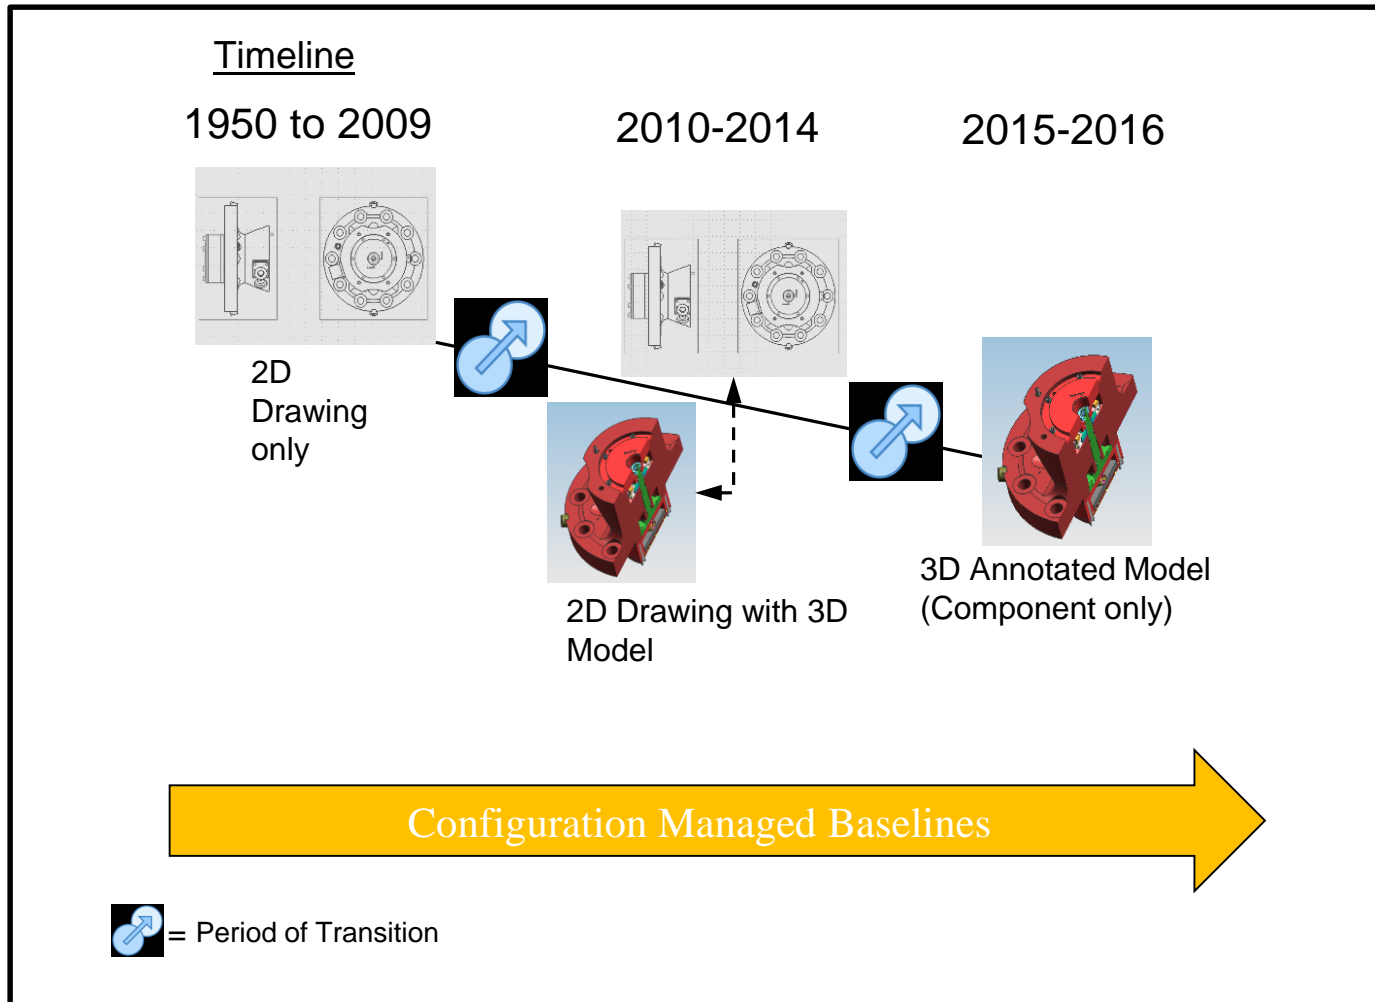 Timeline
1950 to 2009
2010-2014
2015-2016
2D
Drawing
only
2D Drawing with 3D
Model
3D Annotated Model
(Component only)
Configuration Managed Baselines
= Period of Transition